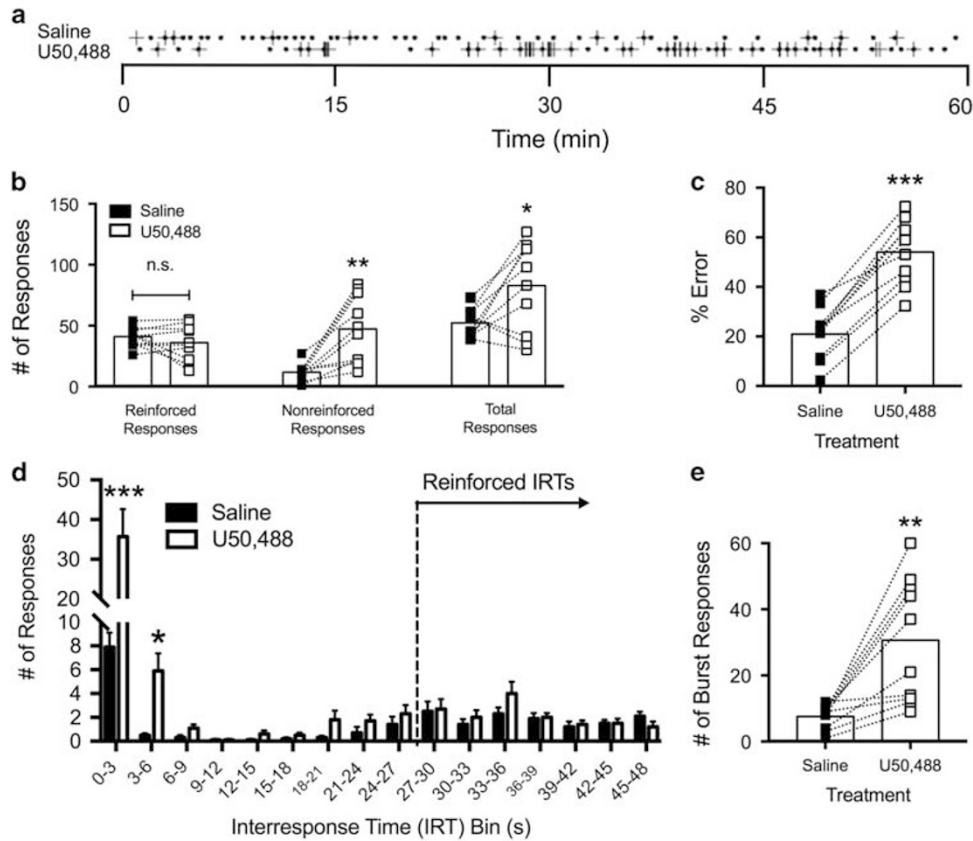 a
Saline
U50,488
0 15 30 45 60
Time (min)
b
# of Responses
150
100
50
0
Saline
U50,488
n.s.
**
*
Reinforced Responses
Nonreinforced Responses
Total Responses
c
% Error
80
60
40
20
0
***
Saline U50,488
Treatment
d
# of Responses
50
40
30
20
10
8
6
4
2
0
***
*
Saline
U50,488
Reinforced IRTs
0-3 3-6 6-9 9-12 12-15 15-18 18-21 21-24 24-27 27-30 30-33 33-36 36-39 39-42 42-45 45-48
Interresponse Time (IRT) Bin (s)
e
# of Burst Responses
60
40
20
0
**
Saline U50,488
Treatment